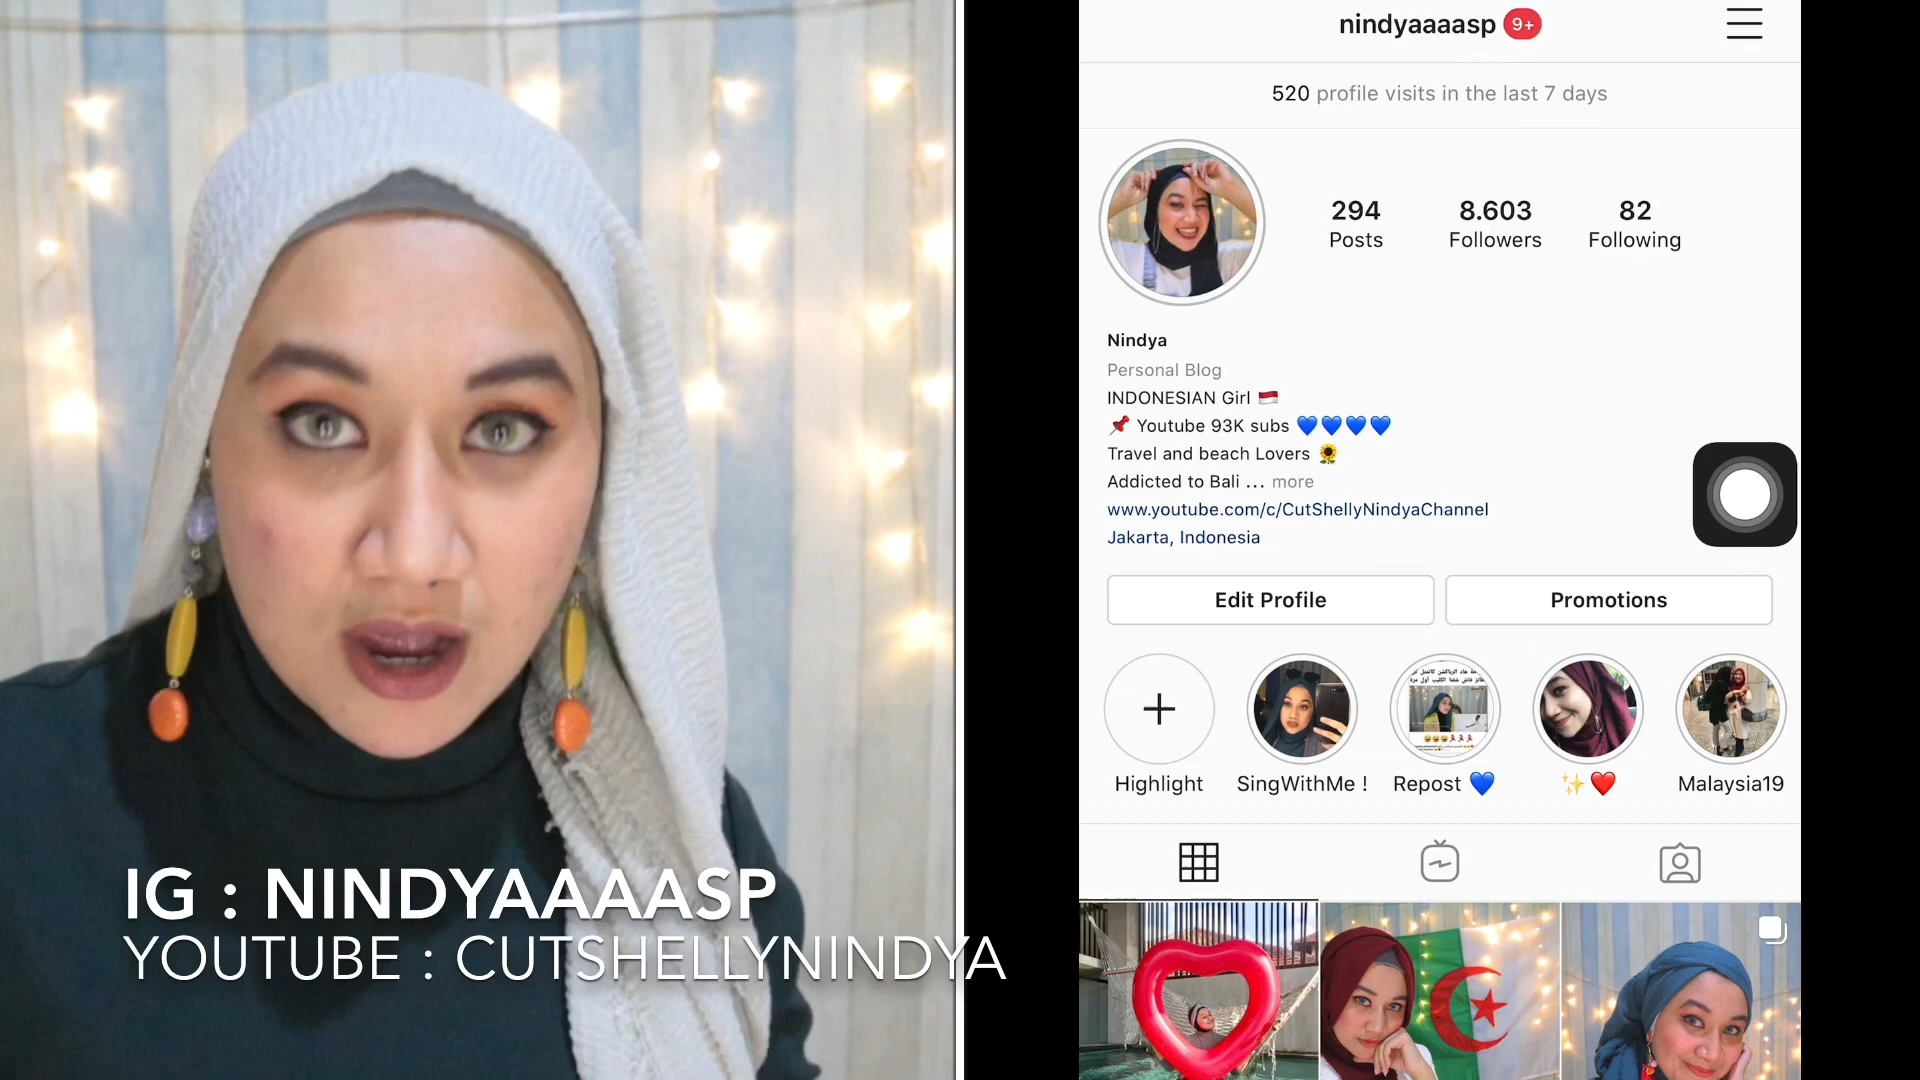 IG : NINDYAAAASP
YOUTUBE : CUTSHELLYNINDYA
nindyaaaasp 9+
520 profile visits in the last 7 days
294 8.603 82
Posts Followers Following
Nindya
Personal Blog
INDONESIAN Girl 🇮🇩
📌 Youtube 93K subs 💙💙💙💙
Travel and beach Lovers 🌻
Addicted to Bali ... more
www.youtube.com/c/CutShellyNindyaChannel
Jakarta, Indonesia
Edit Profile Promotions
Highlight SingWithMe ! Repost 💙 ✨❤️ Malaysia19